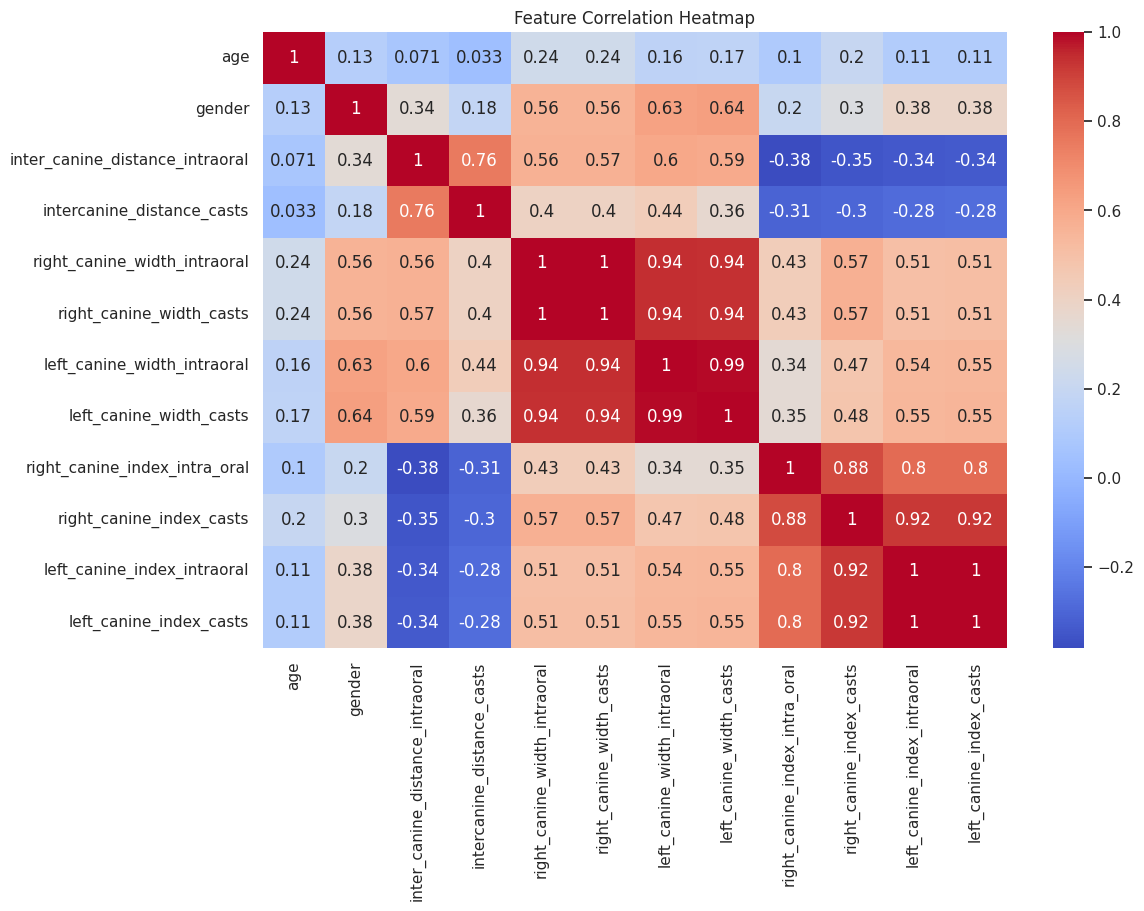 Feature Correlation Heatmap
age 1 0.13 0.071 0.033 0.24 0.24 0.16 0.17 0.1 0.2 0.11 0.11
gender 0.13 1 0.34 0.18 0.56 0.56 0.63 0.64 0.2 0.3 0.38 0.38
inter_canine_distance_intraoral 0.071 0.34 1 0.76 0.56 0.57 0.6 0.59 -0.38 -0.35 -0.34 -0.34
intercanine_distance_casts 0.033 0.18 0.76 1 0.4 0.4 0.44 0.36 -0.31 -0.3 -0.28 -0.28
right_canine_width_intraoral 0.24 0.56 0.56 0.4 1 1 0.94 0.94 0.43 0.57 0.51 0.51
right_canine_width_casts 0.24 0.56 0.57 0.4 1 1 0.94 0.94 0.43 0.57 0.51 0.51
left_canine_width_intraoral 0.16 0.63 0.6 0.44 0.94 0.94 1 0.99 0.34 0.47 0.54 0.55
left_canine_width_casts 0.17 0.64 0.59 0.36 0.94 0.94 0.99 1 0.35 0.48 0.55 0.55
right_canine_index_intra_oral 0.1 0.2 -0.38 -0.31 0.43 0.43 0.34 0.35 1 0.88 0.8 0.8
right_canine_index_casts 0.2 0.3 -0.35 -0.3 0.57 0.57 0.47 0.48 0.88 1 0.92 0.92
left_canine_index_intraoral 0.11 0.38 -0.34 -0.28 0.51 0.51 0.54 0.55 0.8 0.92 1 1
left_canine_index_casts 0.11 0.38 -0.34 -0.28 0.51 0.51 0.55 0.55 0.8 0.92 1 1
age
gender
inter_canine_distance_intraoral
intercanine_distance_casts
right_canine_width_intraoral
right_canine_width_casts
left_canine_width_intraoral
left_canine_width_casts
right_canine_index_intra_oral
right_canine_index_casts
left_canine_index_intraoral
left_canine_index_casts
1.0
0.8
0.6
0.4
0.2
0.0
−0.2